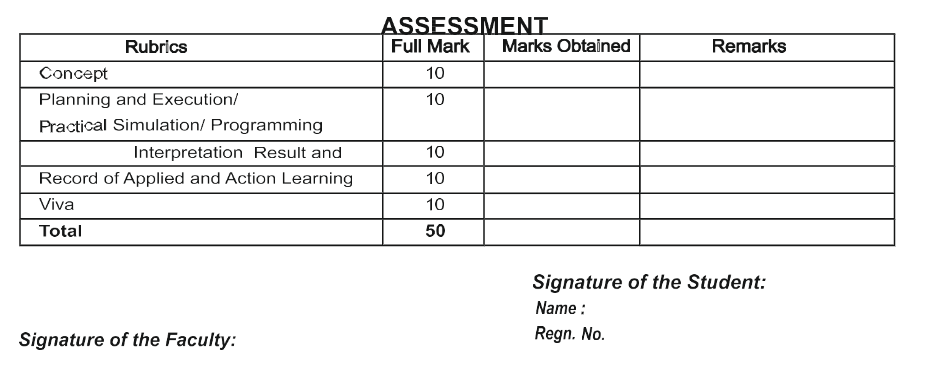 ASSESSMENT
Rubrics Full Mark Marks Obtained Remarks
Concept 10
Planning and Execution/ 10
Practical Simulation/ Programming
Interpretation Result and 10
Record of Applied and Action Learning 10
Viva 10
Total 50
Signature of the Student:
Name :
Regn. No.
Signature of the Faculty: